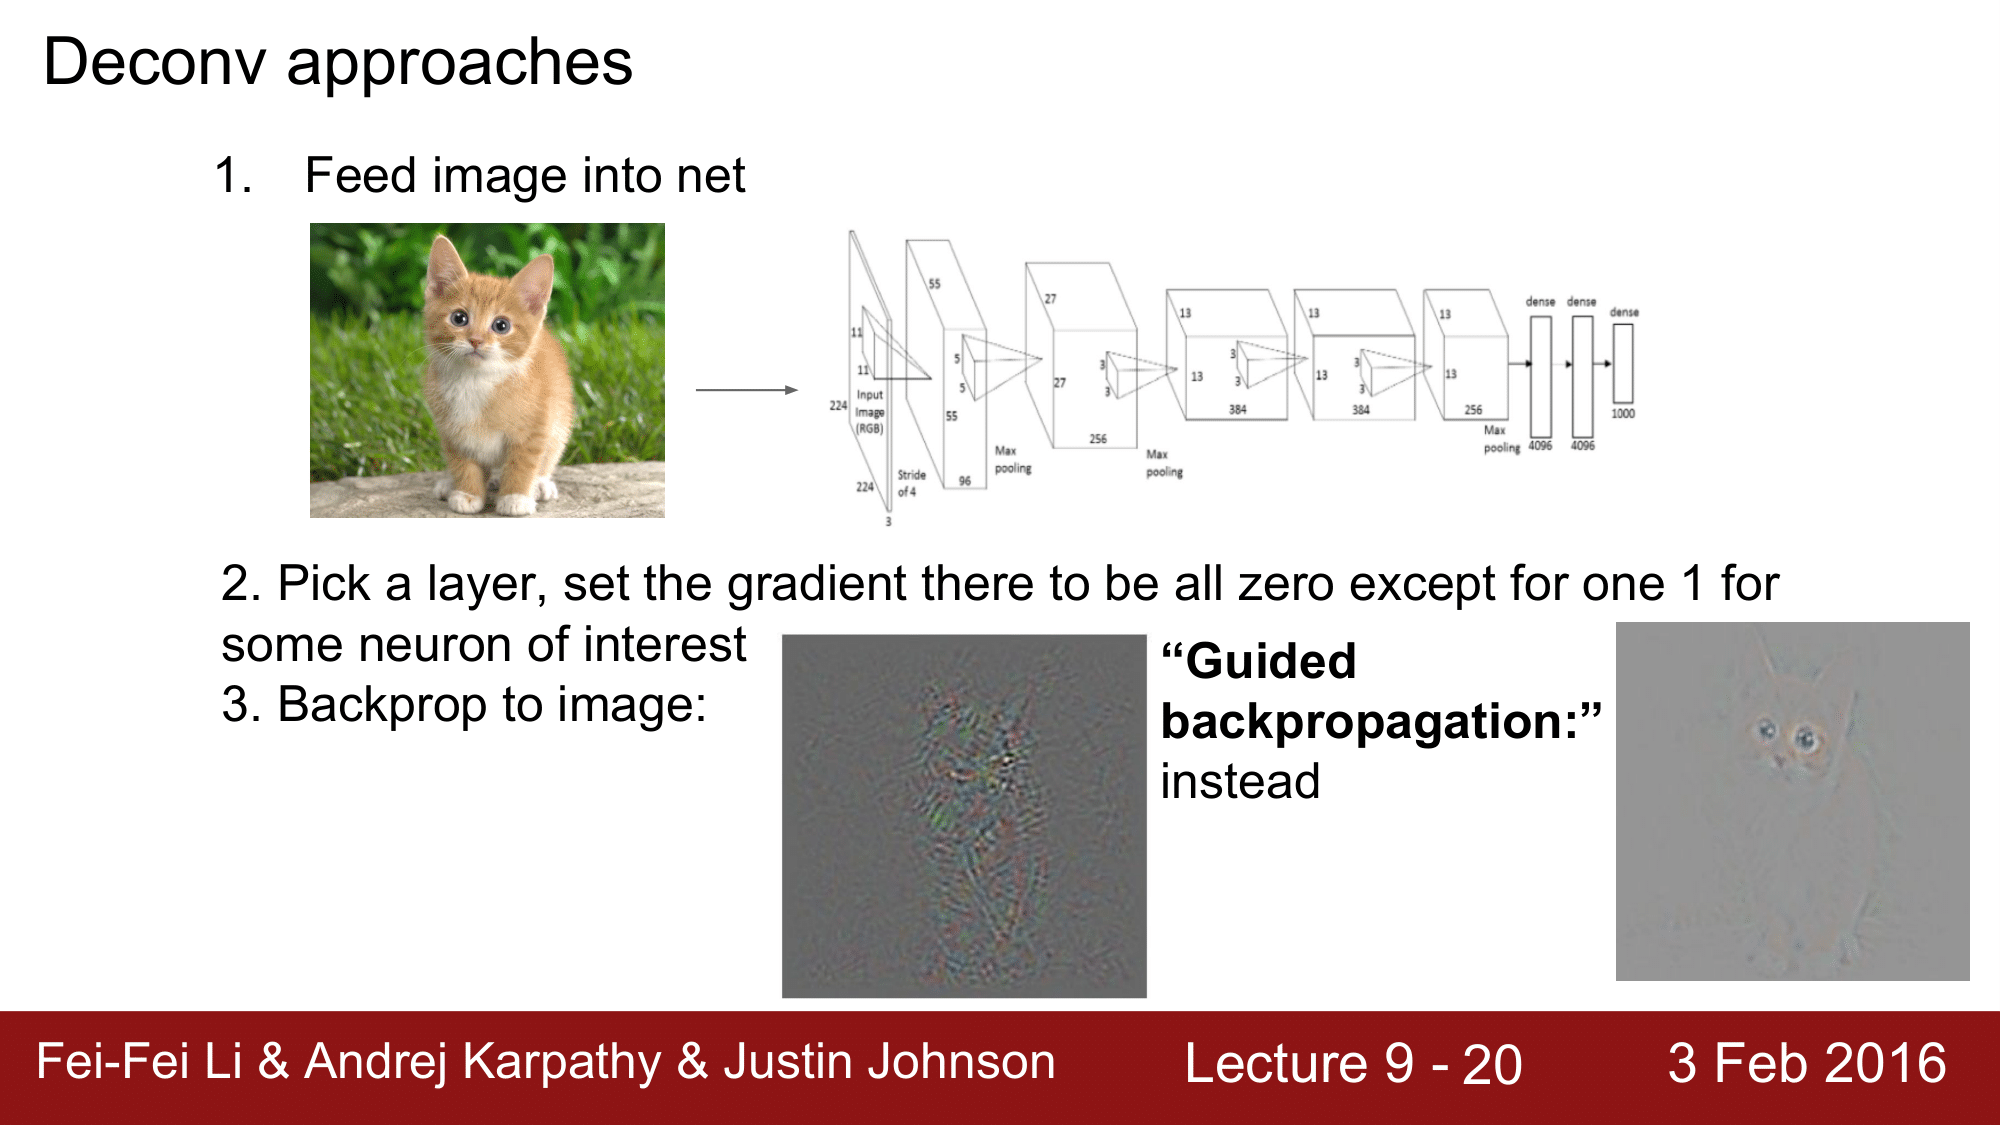 Deconv approaches
1. Feed image into net
55
27
13
13
13
dense
dense
dense
11
11
5
5
3
3
3
3
3
3
224
Input
Image
(RGB)
55
27
13
13
13
384
384
256
1000
256
Max
pooling
4096
4096
224
Stride
of 4
96
Max
pooling
Max
pooling
3
2. Pick a layer, set the gradient there to be all zero except for one 1 for
some neuron of interest
3. Backprop to image:
“Guided
backpropagation:”
instead
Fei-Fei Li & Andrej Karpathy & Justin Johnson
Lecture 9 - 20
3 Feb 2016